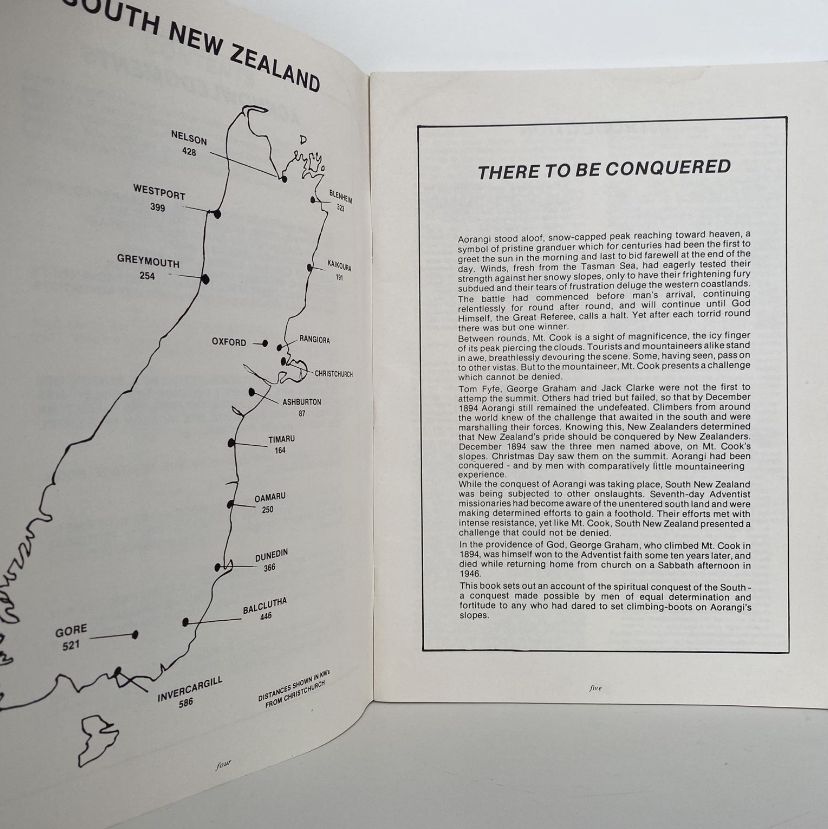 SOUTH NEW ZEALAND
NELSON
428
WESTPORT
399
GREYMOUTH
254
BLENHEIM
323
KAIKOURA
191
OXFORD
RANGIORA
CHRISTCHURCH
ASHBURTON
87
TIMARU
164
OAMARU
250
DUNEDIN
366
BALCLUTHA
446
GORE
521
INVERCARGILL
586
DISTANCES SHOWN IN KMs
FROM CHRISTCHURCH
four
THERE TO BE CONQUERED
Aorangi stood aloof, snow-capped peak reaching toward heaven, a
symbol of pristine granduer which for centuries had been the first to
greet the sun in the morning and last to bid farewell at the end of the
day. Winds, fresh from the Tasman Sea, had eagerly tested their
strength against her snowy slopes, only to have their frightening fury
subdued and their tears of frustration deluge the western coastlands.
The battle had commenced before man's arrival, continuing
relentlessly for round after round, and will continue until God
Himself, the Great Referee, calls a halt. Yet after each torrid round
there was but one winner.
Between rounds, Mt. Cook is a sight of magnificence, the icy finger
of its peak piercing the clouds. Tourists and mountaineers alike stand
in awe, breathlessly devouring the scene. Some, having seen, pass on
to other vistas. But to the mountaineer, Mt. Cook presents a challenge
which cannot be denied.
Tom Fyfe, George Graham and Jack Clarke were not the first to
attemp the summit. Others had tried but failed, so that by December
1894 Aorangi still remained the undefeated. Climbers from around
the world knew of the challenge that awaited in the south and were
marshalling their forces. Knowing this, New Zealanders determined
that New Zealand's pride should be conquered by New Zealanders.
December 1894 saw the three men named above, on Mt. Cook's
slopes. Christmas Day saw them on the summit. Aorangi had been
conquered - and by men with comparatively little mountaineering
experience.
While the conquest of Aorangi was taking place, South New Zealand
was being subjected to other onslaughts. Seventh-day Adventist
missionaries had become aware of the unentered south land and were
making determined efforts to gain a foothold. Their efforts met with
intense resistance, yet like Mt. Cook, South New Zealand presented a
challenge that could not be denied.
In the providence of God, George Graham, who climbed Mt. Cook in
1894, was himself won to the Adventist faith some ten years later, and
died while returning home from church on a Sabbath afternoon in
1946.
This book sets out an account of the spiritual conquest of the South -
a conquest made possible by men of equal determination and
fortitude to any who had dared to set climbing-boots on Aorangi's
slopes.
five